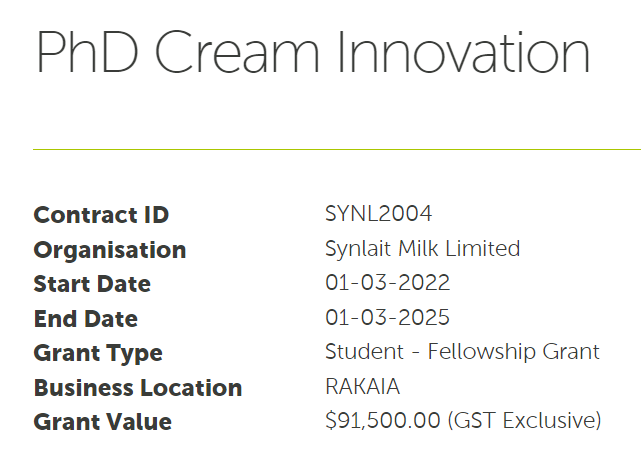 PhD Cream Innovation
Contract ID SYNL2004
Organisation Synlait Milk Limited
Start Date 01-03-2022
End Date 01-03-2025
Grant Type Student - Fellowship Grant
Business Location RAKAIA
Grant Value $91,500.00 (GST Exclusive)